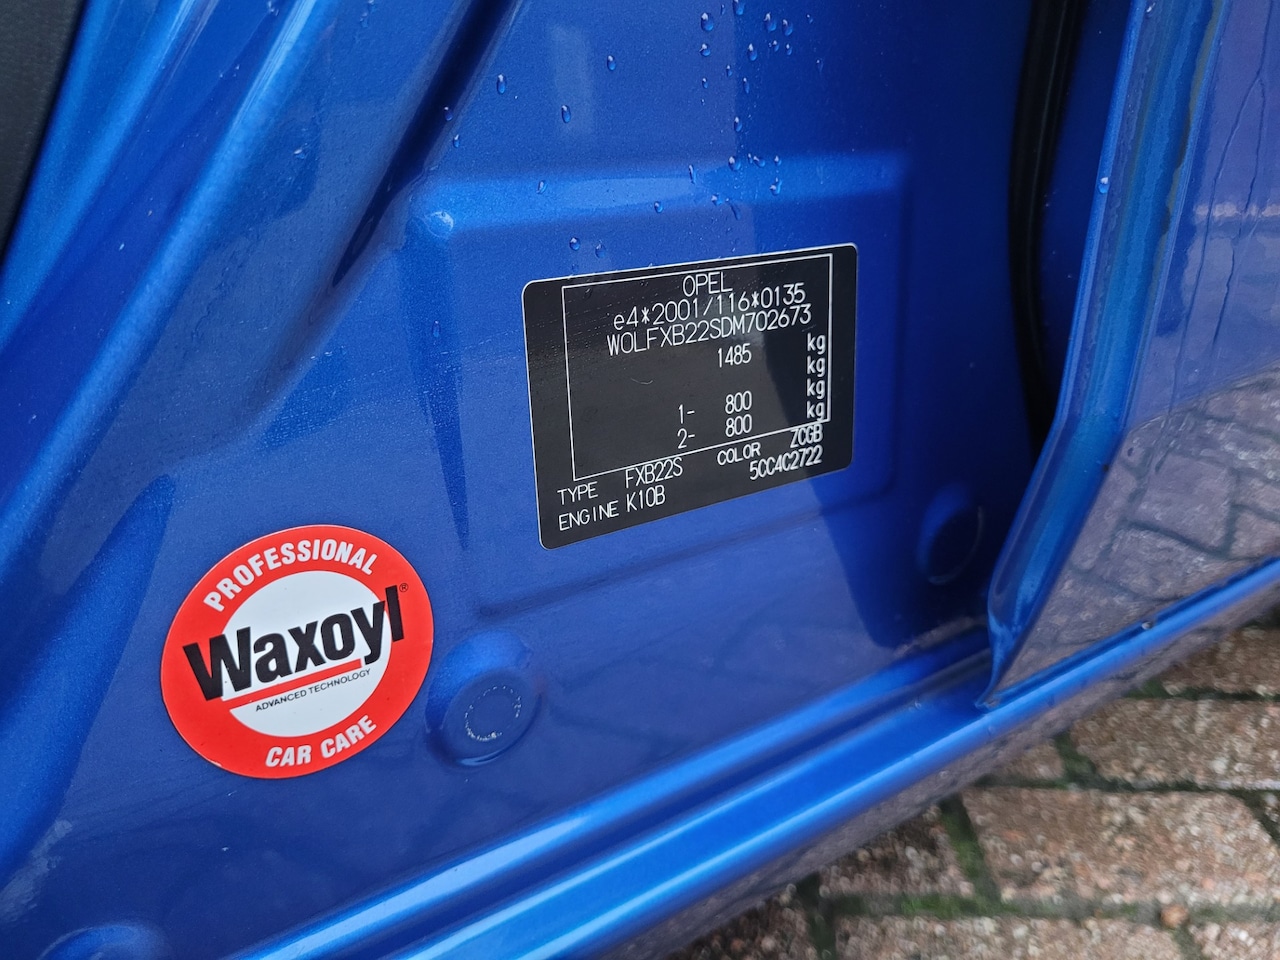 OPEL
e4*2001/116*0135
WOLFXB22SDM702673
1485 kg
kg
1- 800 kg
2- 800 kg
TYPE FXB22S COLOR ZCGB
ENGINE K10B 5CC4C2722
PROFESSIONAL
Waxoyl®
ADVANCED TECHNOLOGY
CAR CARE